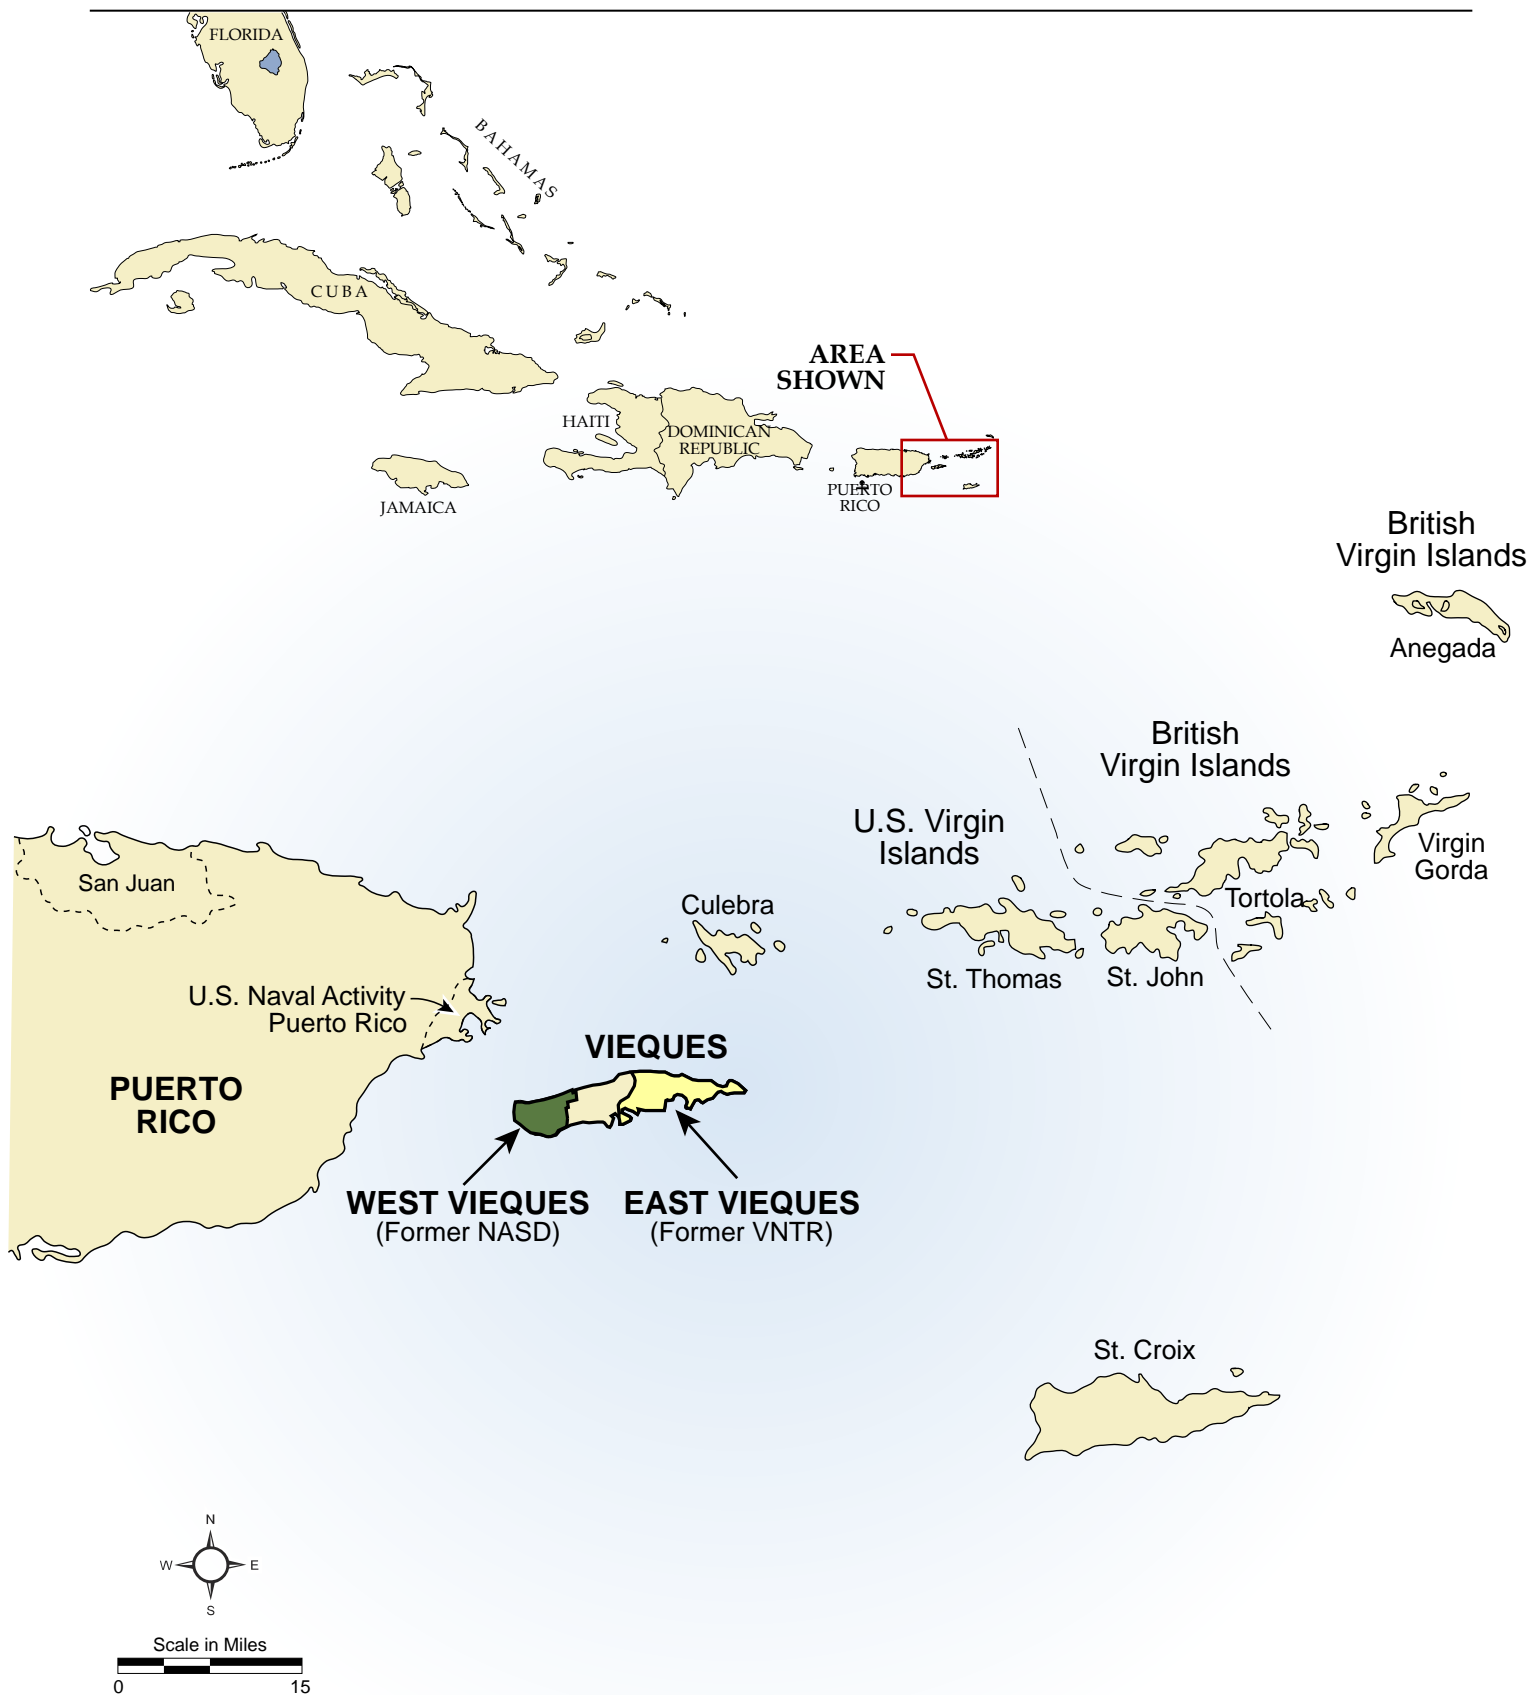 FLORIDA
BAHAMAS
CUBA
AREA
SHOWN
HAITI
DOMINICAN
REPUBLIC
JAMAICA
PUERTO
RICO
British
Virgin Islands
Anegada
British
Virgin Islands
U.S. Virgin
Islands
Virgin
Gorda
San Juan
Culebra
Tortola
St. Thomas
St. John
U.S. Naval Activity
Puerto Rico
VIEQUES
PUERTO
RICO
WEST VIEQUES
(Former NASD)
EAST VIEQUES
(Former VNTR)
St. Croix
N
W
E
S
Scale in Miles
0
15